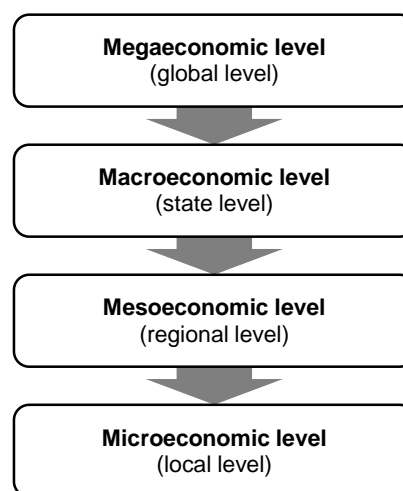 Megaeconomic level
(global level)
Macroeconomic level
(state level)
Mesoeconomic level
(regional level)
Microeconomic level
(local level)